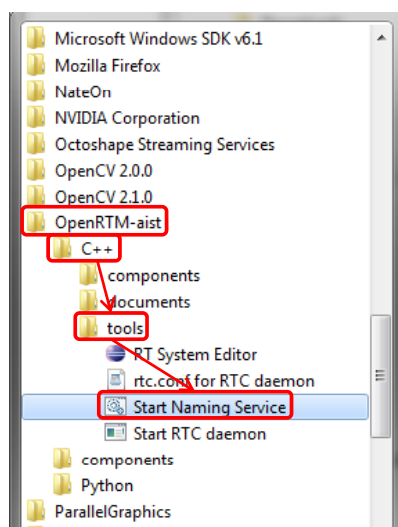 Microsoft Windows SDK v6.1
Mozilla Firefox
NateOn
NVIDIA Corporation
Octoshape Streaming Services
OpenCV 2.0.0
OpenCV 2.1.0
OpenRTM-aist
C++
components
documents
tools
RT System Editor
rtc.conf for RTC daemon
Start Naming Service
Start RTC daemon
components
Python
ParallelGraphics